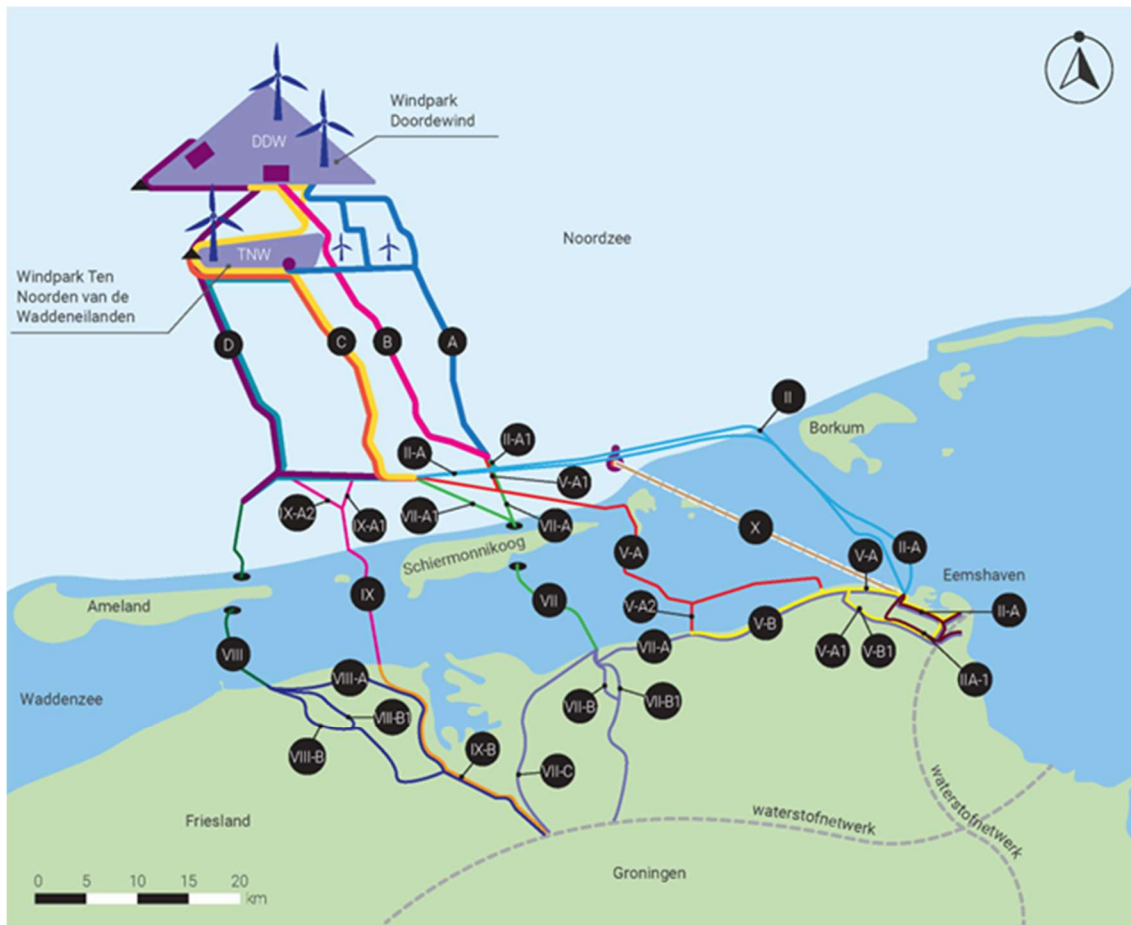 Windpark
Doordewind
DDW
Noordzee
TNW
Windpark Ten
Noorden van de
Waddeneilanden
D
C
B
A
II
Borkum
II-A1
II-A
V-A1
IX-A2
IX-A1
VII-A1
VII-A
X
Schiermonnikoog
V-A
V-A
II-A
Eemshaven
Ameland
IX
VII
V-A2
II-A
V-B
VII-A
V-A1
V-B1
VIII
VIII-A
IIA-1
Waddenzee
VII-B
VII-B1
VIII-B1
VIII-B
IX-B
VII-C
waterstofnetwerk
waterstofnetwerk
Friesland
Groningen
0 5 10 15 20
km